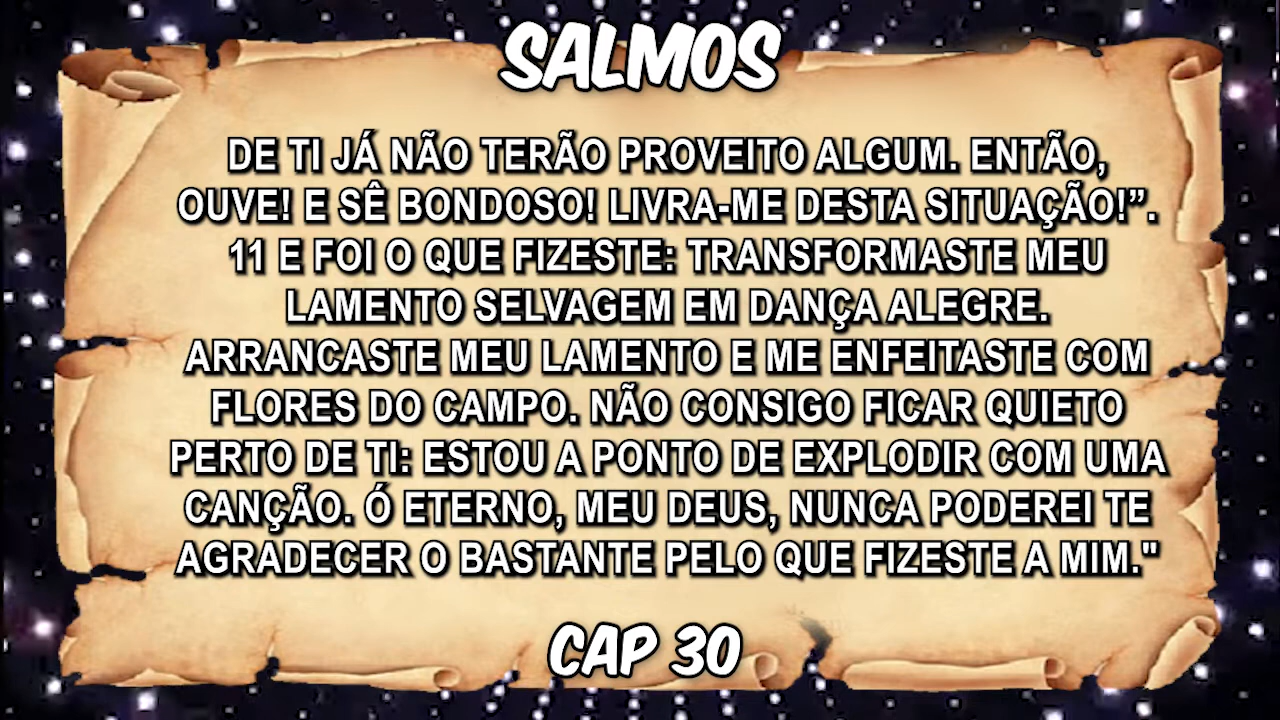 SALMOS
DE TI JÁ NÃO TERÃO PROVEITO ALGUM. ENTÃO,
OUVE! E SÊ BONDOSO! LIVRA-ME DESTA SITUAÇÃO!”.
11 E FOI O QUE FIZESTE: TRANSFORMASTE MEU
LAMENTO SELVAGEM EM DANÇA ALEGRE.
ARRANCASTE MEU LAMENTO E ME ENFEITASTE COM
FLORES DO CAMPO. NÃO CONSIGO FICAR QUIETO
PERTO DE TI: ESTOU A PONTO DE EXPLODIR COM UMA
CANÇÃO. Ó ETERNO, MEU DEUS, NUNCA PODEREI TE
AGRADECER O BASTANTE PELO QUE FIZESTE A MIM."
CAP 30